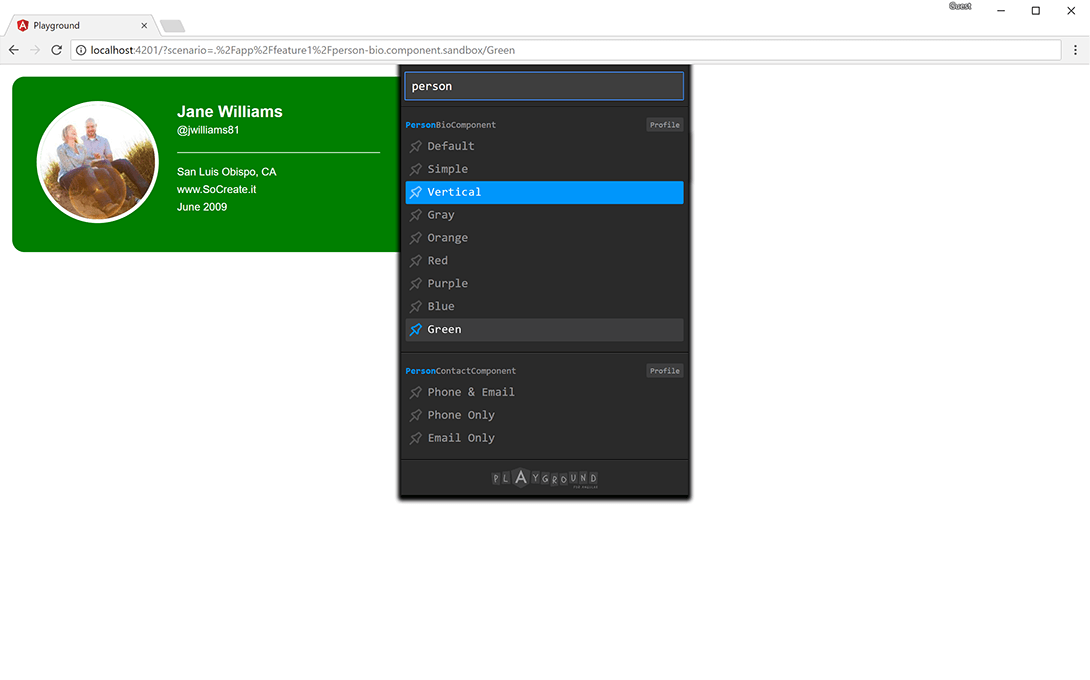 Guest
Playground
localhost:4201/?scenario=.%2Fapp%2Ffeature1%2Fperson-bio.component.sandbox/Green
Jane Williams
@jwilliams81
San Luis Obispo, CA
www.SoCreate.it
June 2009
person
PersonBioComponent Profile
Default
Simple
Vertical
Gray
Orange
Red
Purple
Blue
Green
PersonContactComponent Profile
Phone & Email
Phone Only
Email Only
PLAYGROUND
FOR ANGULAR